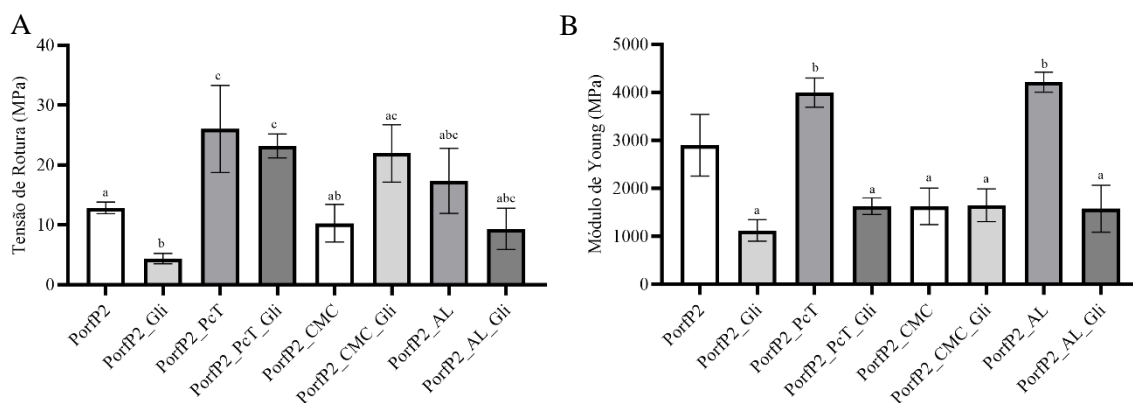 A
Tensão de Rotura (MPa)
40
30
20
10
0
a
b
c
c
ab
ac
abc
abc
PorfP2
PorfP2_Gli
PorfP2_PcT
PorfP2_PcT_Gli
PorfP2_CMC
PorfP2_CMC_Gli
PorfP2_AL
PorfP2_AL_Gli
B
Módulo de Young (MPa)
5000
4000
3000
2000
1000
0
a
b
a
a
a
b
a
PorfP2
PorfP2_Gli
PorfP2_PcT
PorfP2_PcT_Gli
PorfP2_CMC
PorfP2_CMC_Gli
PorfP2_AL
PorfP2_AL_Gli